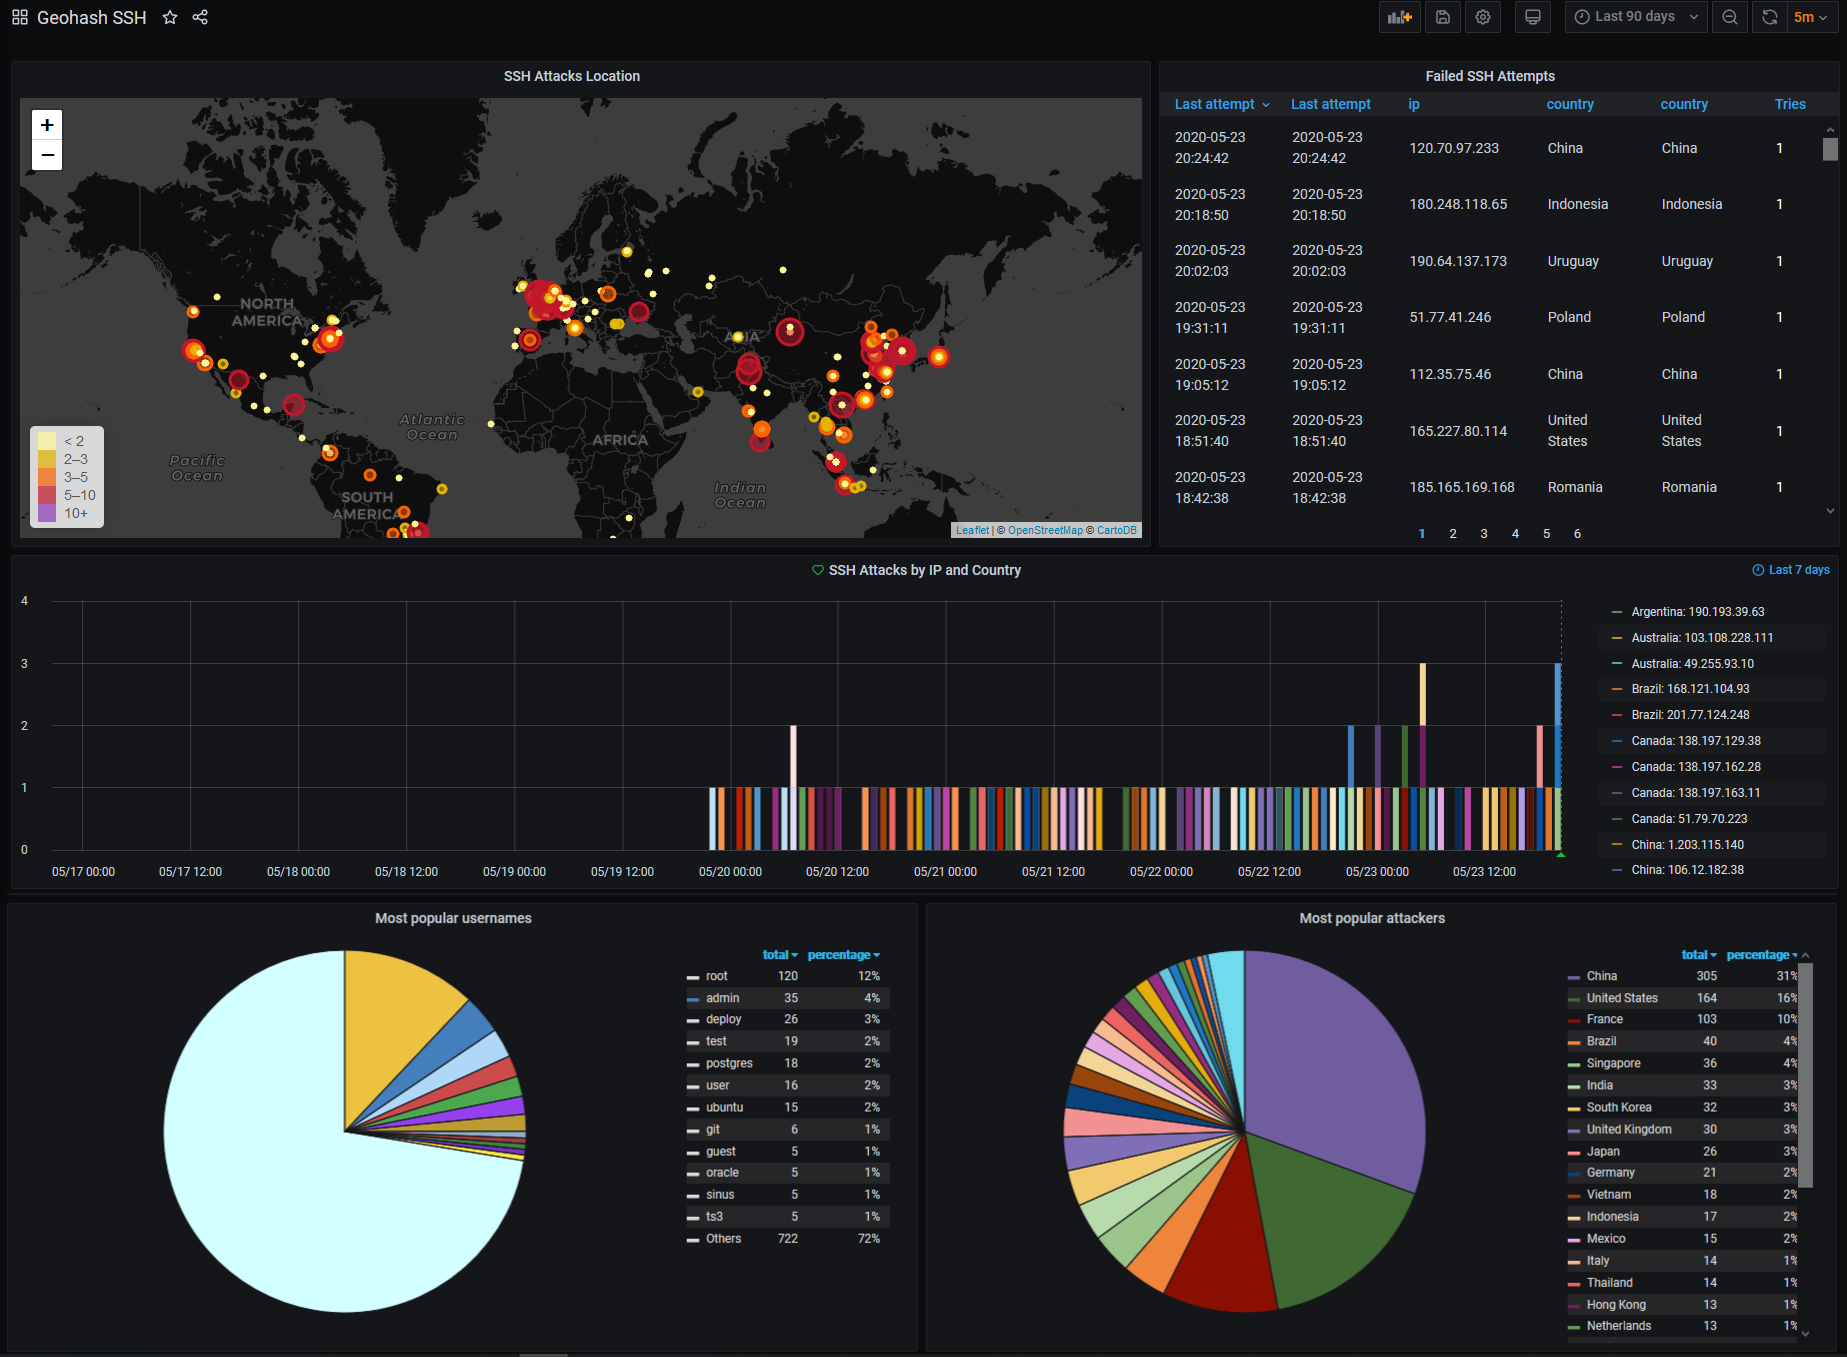 Geohash SSH
Last 90 days
5m
SSH Attacks Location
+
−
NORTH
AMERICA
Atlantic
Ocean
Pacific
Ocean
SOUTH
AMERICA
AFRICA
ASIA
Indian
Ocean
< 2
2–3
3–5
5–10
10+
Leaflet | © OpenStreetMap © CartoDB
Failed SSH Attempts
Last attempt Last attempt ip country country Tries
2020-05-23 20:24:42 2020-05-23 20:24:42 120.70.97.233 China China 1
2020-05-23 20:18:50 2020-05-23 20:18:50 180.248.118.65 Indonesia Indonesia 1
2020-05-23 20:02:03 2020-05-23 20:02:03 190.64.137.173 Uruguay Uruguay 1
2020-05-23 19:31:11 2020-05-23 19:31:11 51.77.41.246 Poland Poland 1
2020-05-23 19:05:12 2020-05-23 19:05:12 112.35.75.46 China China 1
2020-05-23 18:51:40 2020-05-23 18:51:40 165.227.80.114 United States United States 1
2020-05-23 18:42:38 2020-05-23 18:42:38 185.165.169.168 Romania Romania 1
1 2 3 4 5 6
SSH Attacks by IP and Country
Last 7 days
4
3
2
1
0
05/17 00:00 05/17 12:00 05/18 00:00 05/18 12:00 05/19 00:00 05/19 12:00 05/20 00:00 05/20 12:00 05/21 00:00 05/21 12:00 05/22 00:00 05/22 12:00 05/23 00:00 05/23 12:00
Argentina: 190.193.39.63
Australia: 103.108.228.111
Australia: 49.255.93.10
Brazil: 168.121.104.93
Brazil: 201.77.124.248
Canada: 138.197.129.38
Canada: 138.197.162.28
Canada: 138.197.163.11
Canada: 51.79.70.223
China: 1.203.115.140
China: 106.12.182.38
Most popular usernames
total percentage
root 120 12%
admin 35 4%
deploy 26 3%
test 19 2%
postgres 18 2%
user 16 2%
ubuntu 15 2%
git 6 1%
guest 5 1%
oracle 5 1%
sinus 5 1%
ts3 5 1%
Others 722 72%
Most popular attackers
total percentage
China 305 31%
United States 164 16%
France 103 10%
Brazil 40 4%
Singapore 36 4%
India 33 3%
South Korea 32 3%
United Kingdom 30 3%
Japan 26 3%
Germany 21 2%
Vietnam 18 2%
Indonesia 17 2%
Mexico 15 2%
Italy 14 1%
Thailand 14 1%
Hong Kong 13 1%
Netherlands 13 1%